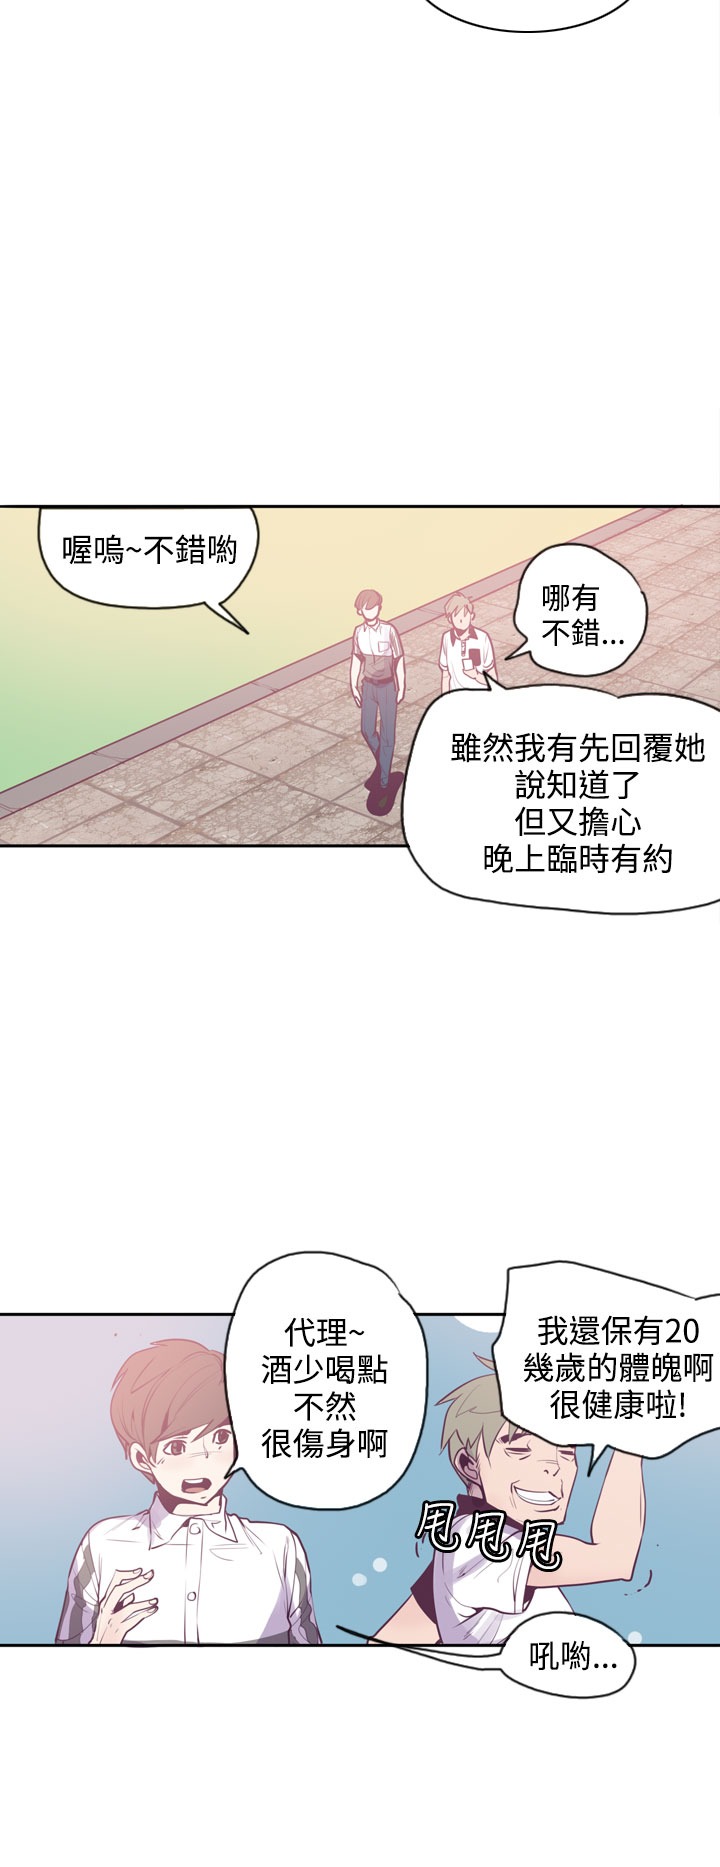 喔嗚~不錯喲
哪有
不錯...
雖然我有先回覆她
說知道了
但又擔心
晚上臨時有約
代理~
酒少喝點
不然
很傷身啊
我還保有20
幾歲的體魄啊
很健康啦!
甩甩甩
吼喲...